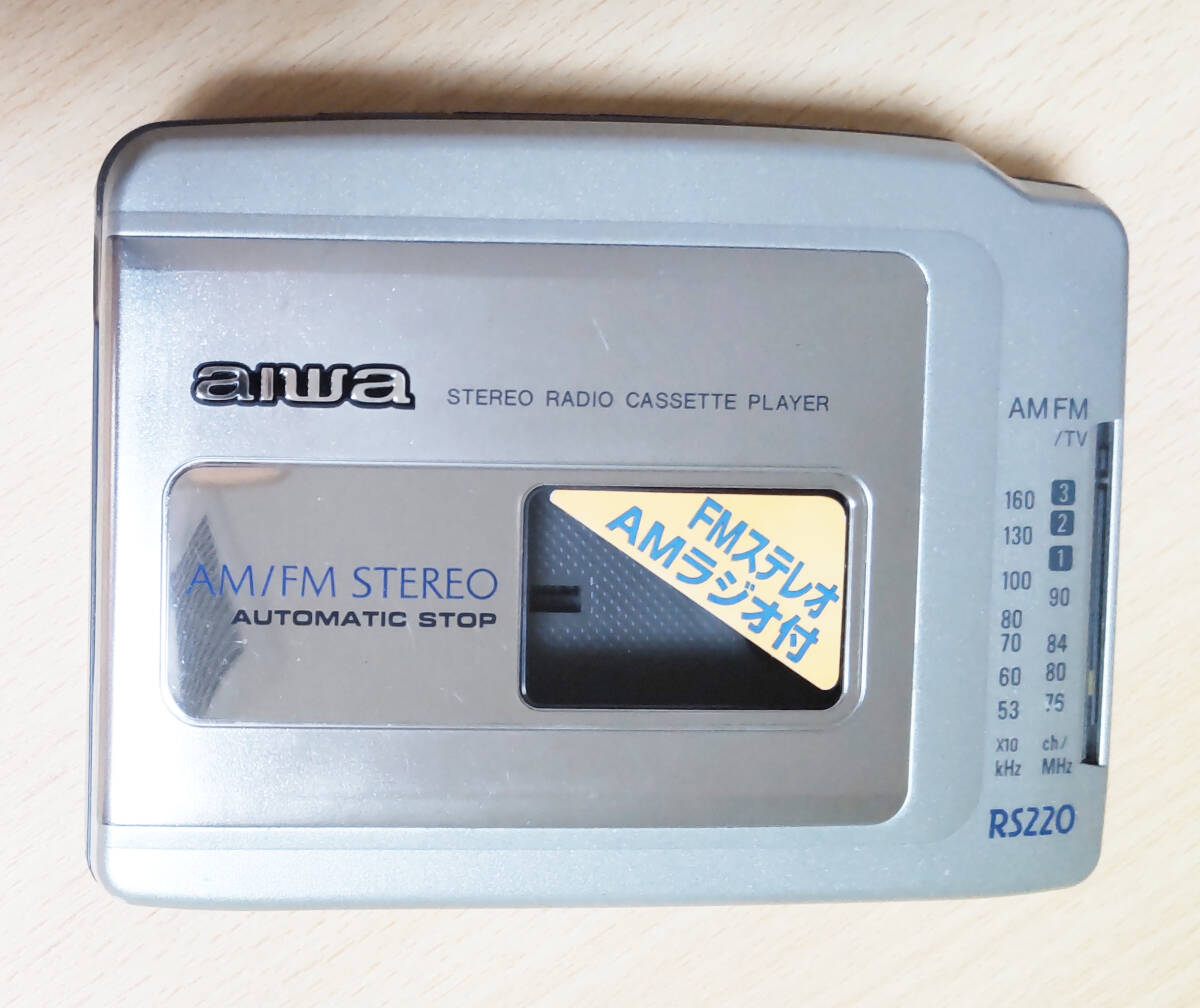 aiwa STEREO RADIO CASSETTE PLAYER
AM/FM STEREO
AUTOMATIC STOP
FMステレオ
AMラジオ付
AM FM
/TV
160 3
130 2
1
100
90
80
70 84
60 80
53 76
X10 ch/
kHz MHz
RS220